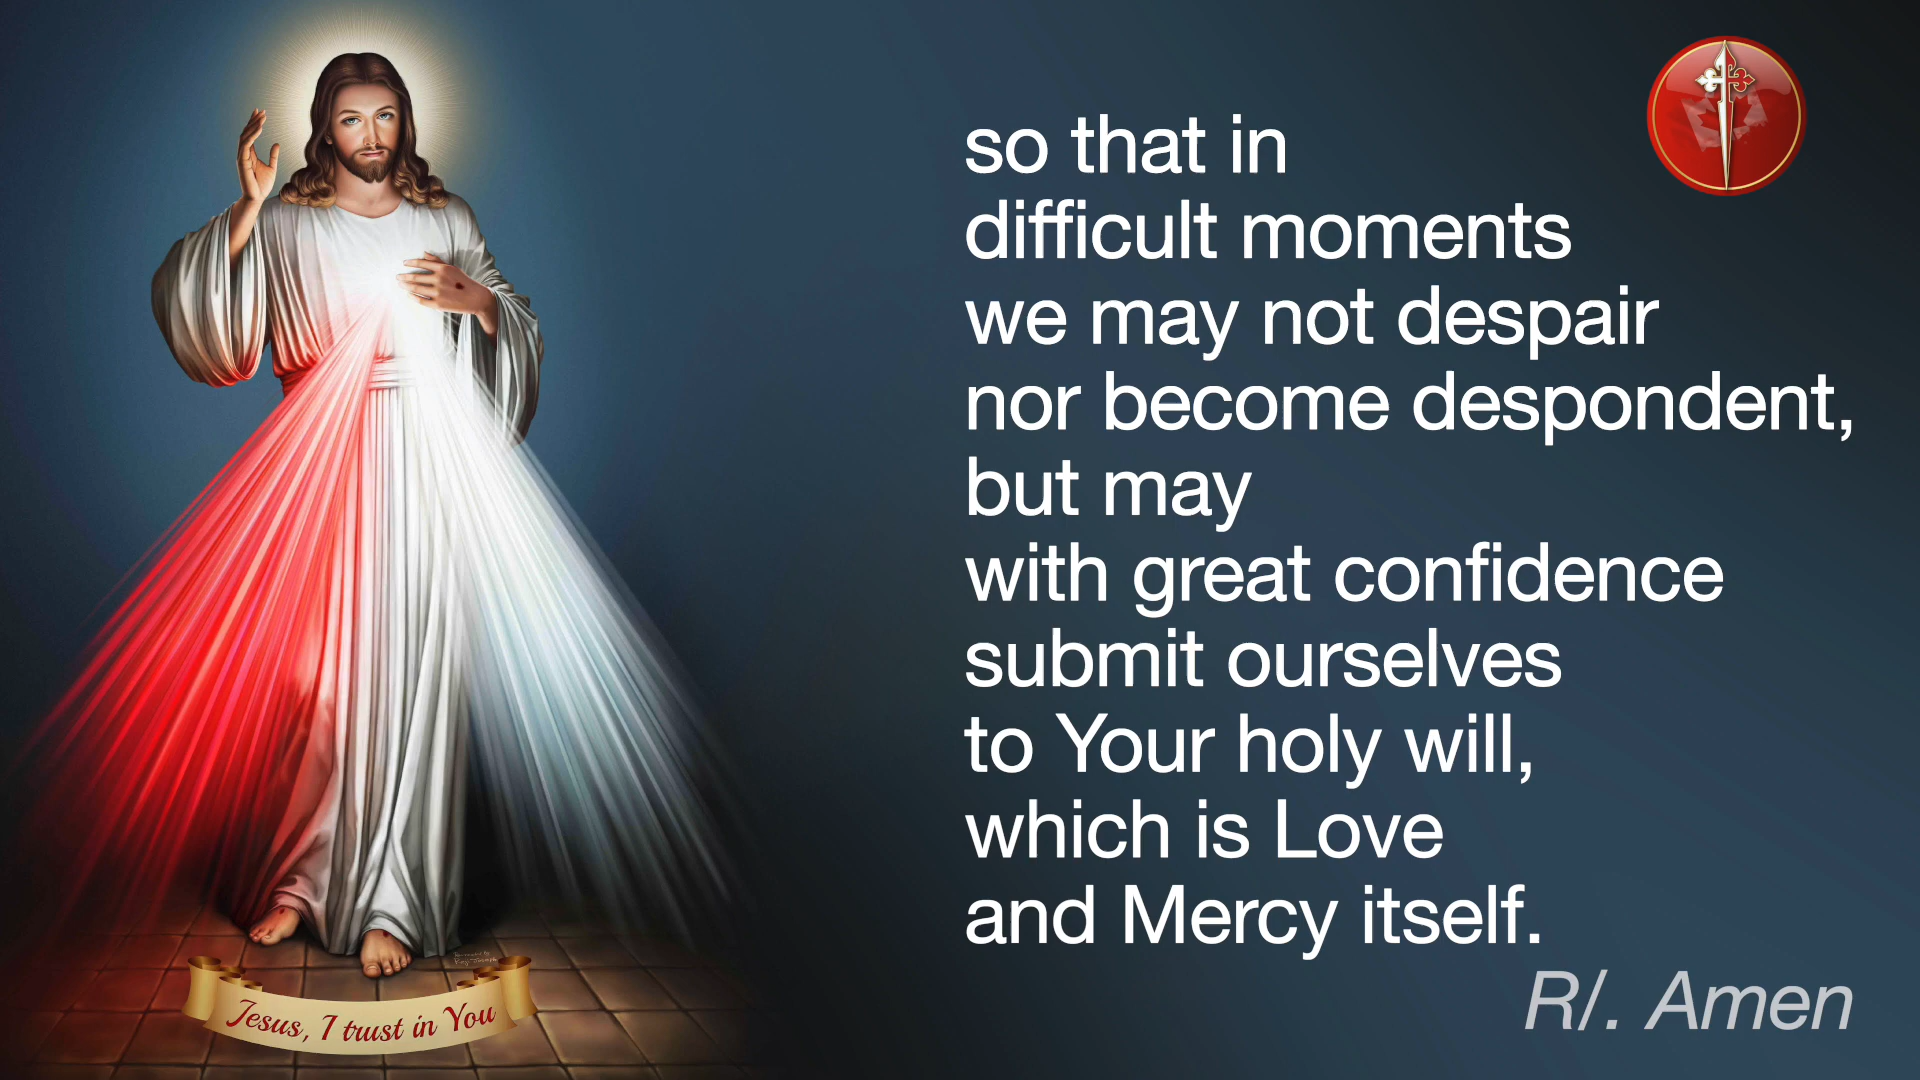 so that in
difficult moments
we may not despair
nor become despondent,
but may
with great confidence
submit ourselves
to Your holy will,
which is Love
and Mercy itself.
R/. Amen
Jesus, I trust in You